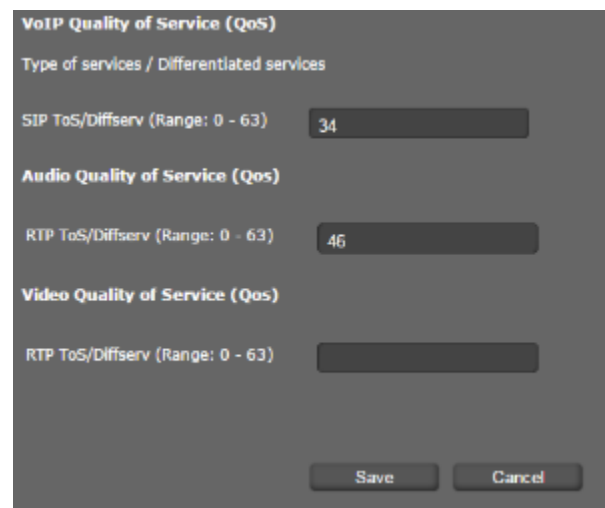 VoIP Quality of Service (QoS)
Type of services / Differentiated services
SIP ToS/Diffserv (Range: 0 - 63) 34
Audio Quality of Service (Qos)
RTP ToS/Diffserv (Range: 0 - 63) 46
Video Quality of Service (Qos)
RTP ToS/Diffserv (Range: 0 - 63)
Save Cancel